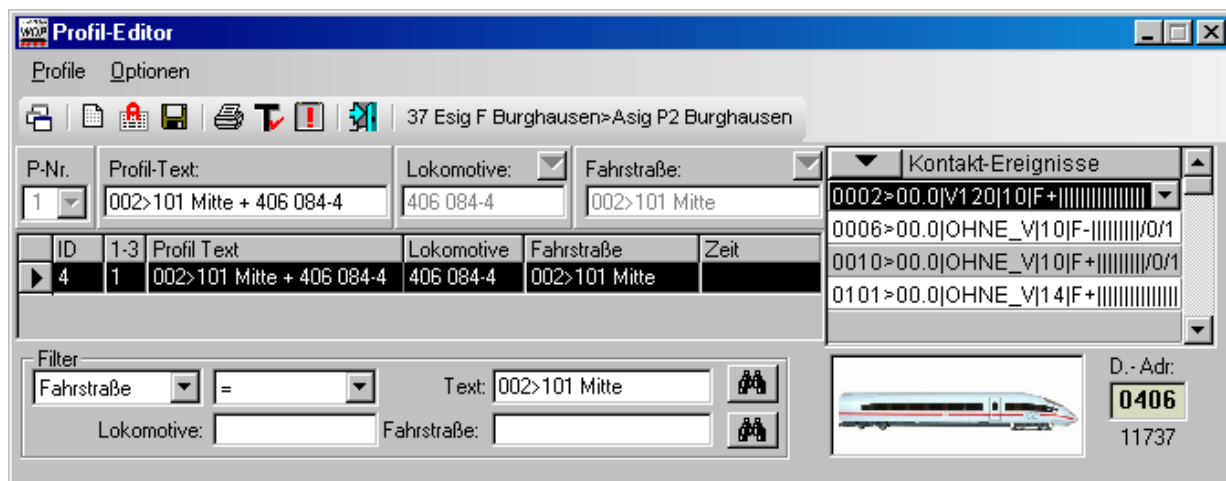 Profil-Editor
Profile Optionen
37 Esig F Burghausen>Asig P2 Burghausen
P-Nr. Profil-Text: Lokomotive: Fahrstraße: Kontakt-Ereignisse
1 002>101 Mitte + 406 084-4 406 084-4 002>101 Mitte
0002>00.0|V120|10|F+||||||||||||||||
0006>00.0|OHNE_V|10|F-|||||||||/0/1
0010>00.0|OHNE_V|10|F+|||||||||/0/1
0101>00.0|OHNE_V|14|F+|||||||||||||||
ID 1-3 Profil Text Lokomotive Fahrstraße Zeit
4 1 002>101 Mitte + 406 084-4 406 084-4 002>101 Mitte
Filter
Fahrstraße = Text: 002>101 Mitte
Lokomotive: Fahrstraße:
D.- Adr:
0406
11737